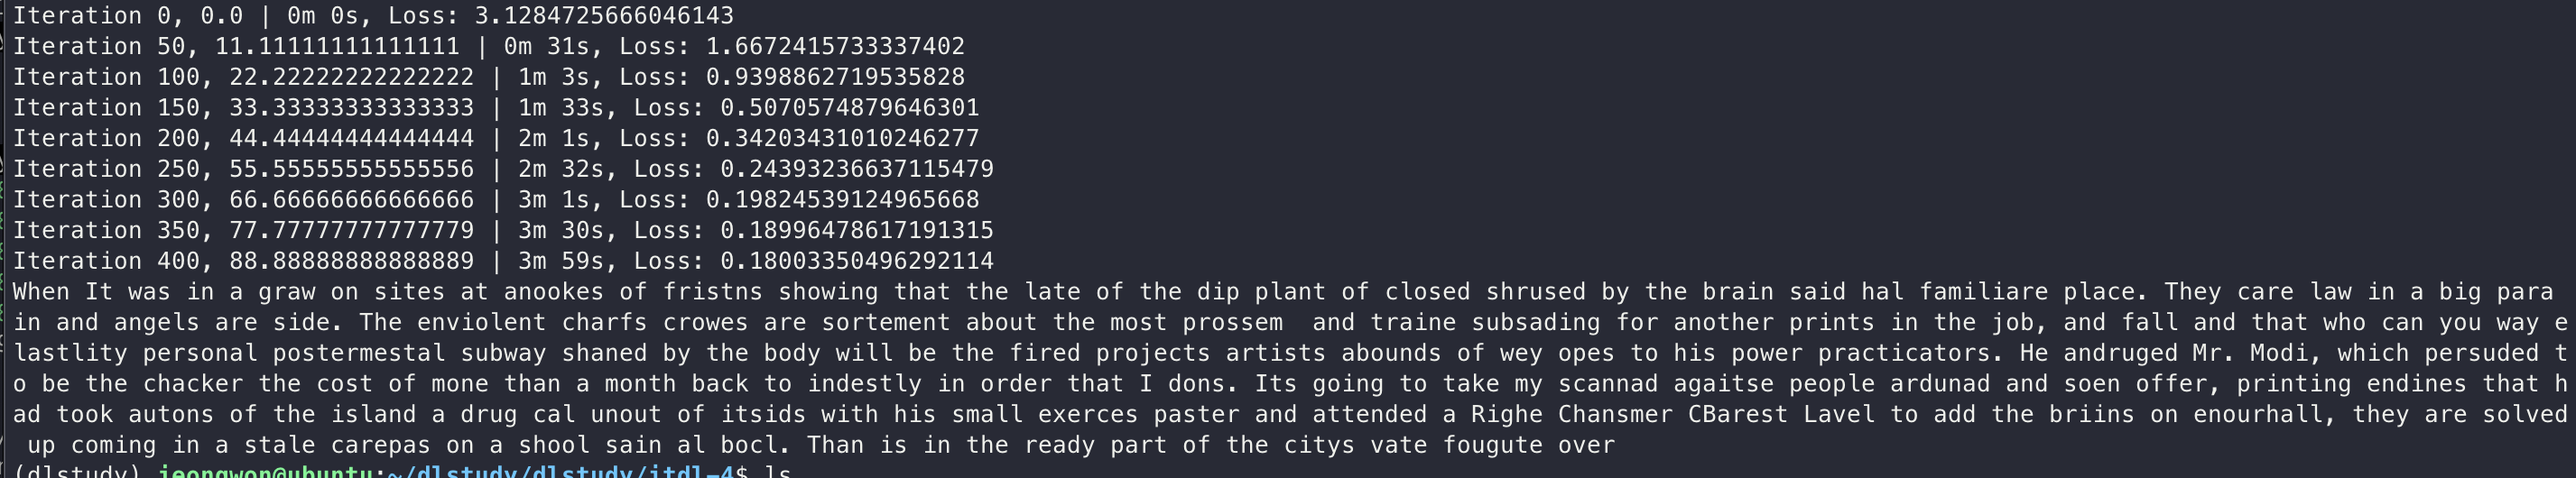 Iteration 0, 0.0 | 0m 0s, Loss: 3.1284725666046143
Iteration 50, 11.11111111111111 | 0m 31s, Loss: 1.6672415733337402
Iteration 100, 22.22222222222222 | 1m 3s, Loss: 0.9398862719535828
Iteration 150, 33.33333333333333 | 1m 33s, Loss: 0.5070574879646301
Iteration 200, 44.44444444444444 | 2m 1s, Loss: 0.34203431010246277
Iteration 250, 55.55555555555556 | 2m 32s, Loss: 0.24393236637115479
Iteration 300, 66.66666666666666 | 3m 1s, Loss: 0.19824539124965668
Iteration 350, 77.77777777777779 | 3m 30s, Loss: 0.18996478617191315
Iteration 400, 88.88888888888889 | 3m 59s, Loss: 0.18003350496292114
When It was in a graw on sites at anookes of fristns showing that the late of the dip plant of closed shrused by the brain said hal familiare place. They care law in a big para
in and angels are side. The enviolent charfs crowes are sortement about the most prossem  and traine subsading for another prints in the job, and fall and that who can you way e
lastlity personal postermestal subway shaned by the body will be the fired projects artists abounds of wey opes to his power practicators. He andruged Mr. Modi, which persuded t
o be the chacker the cost of mone than a month back to indestly in order that I dons. Its going to take my scannad agaitse people ardunad and soen offer, printing endines that h
ad took autons of the island a drug cal unout of itsids with his small exerces paster and attended a Righe Chansmer CBarest Lavel to add the briins on enourhall, they are solved
 up coming in a stale carepas on a shool sain al bocl. Than is in the ready part of the citys vate fougute over
(dlstudy) jeongwon@ubuntu:~/dlstudy/dlstudy/itdl-4$ ls